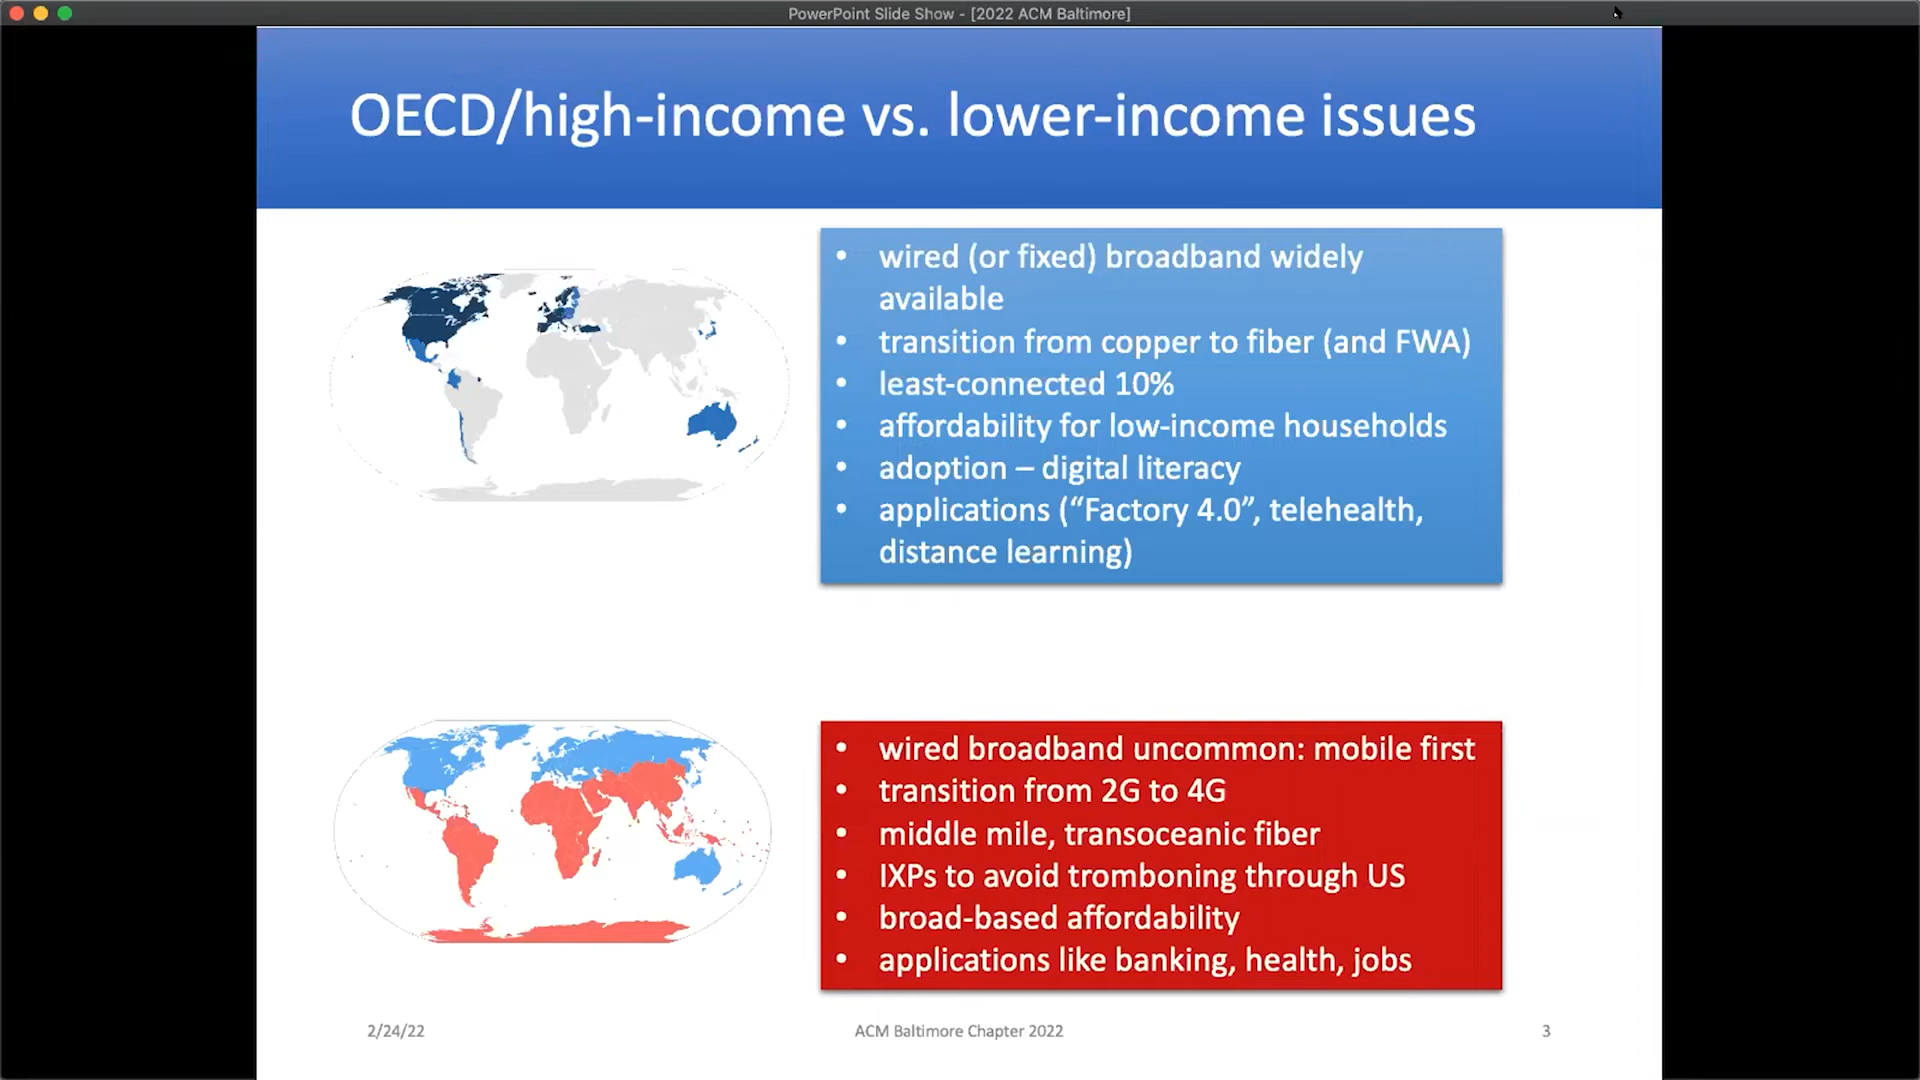 PowerPoint Slide Show - [2022 ACM Baltimore]
OECD/high-income vs. lower-income issues
• wired (or fixed) broadband widely
available
• transition from copper to fiber (and FWA)
• least-connected 10%
• affordability for low-income households
• adoption – digital literacy
• applications (“Factory 4.0”, telehealth,
distance learning)
• wired broadband uncommon: mobile first
• transition from 2G to 4G
• middle mile, transoceanic fiber
• IXPs to avoid tromboning through US
• broad-based affordability
• applications like banking, health, jobs
2/24/22
ACM Baltimore Chapter 2022
3